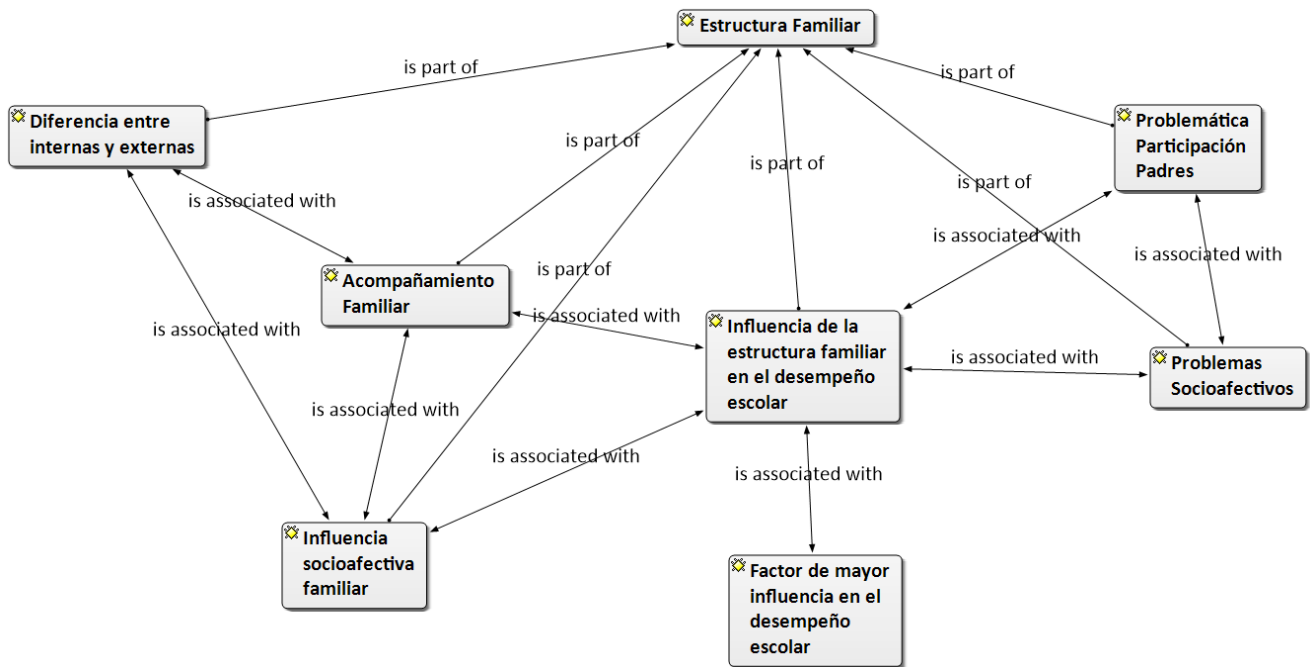 Estructura Familiar
is part of
is part of
Diferencia entre
internas y externas
Problemática
Participación
Padres
is part of
is part of
is part of
is associated with
is associated with
is associated with
is part of
Acompañamiento
Familiar
is associated with
is associated with
Influencia de la
estructura familiar
en el desempeño
escolar
is associated with
Problemas
Socioafectivos
is associated with
is associated with
is associated with
Influencia
socioafectiva
familiar
Factor de mayor
influencia en el
desempeño
escolar